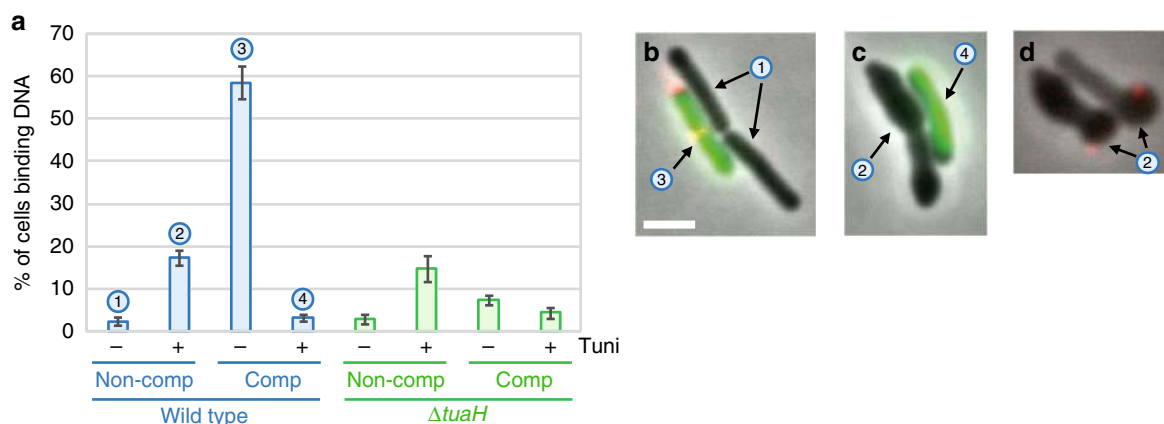 a
% of cells binding DNA
70
60
50
40
30
20
10
0
1
2
3
4
– + – + – + – + Tuni
Non-comp Comp Non-comp Comp
Wild type ΔtuaH
b
1
3
c
4
2
d
2